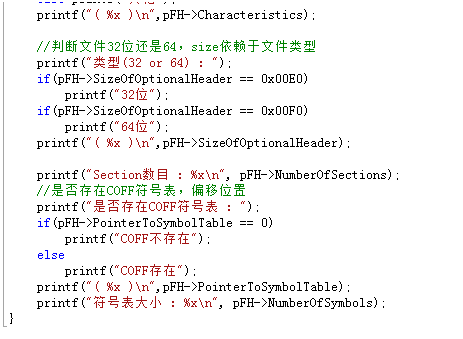 printf("( %x )\n",pFH->Characteristics);
//判断文件32位还是64，size依赖于文件类型
printf("类型(32 or 64) : ");
if(pFH->SizeOfOptionalHeader == 0x00E0)
printf("32位");
if(pFH->SizeOfOptionalHeader == 0x00F0)
printf("64位");
printf("( %x )\n",pFH->SizeOfOptionalHeader);
printf("Section数目 : %x\n", pFH->NumberOfSections);
//是否存在COFF符号表，偏移位置
printf("是否存在COFF符号表 : ");
if(pFH->PointerToSymbolTable == 0)
printf("COFF不存在");
else
printf("COFF存在");
printf("( %x )\n",pFH->PointerToSymbolTable);
printf("符号表大小 : %x\n", pFH->NumberOfSymbols);
}